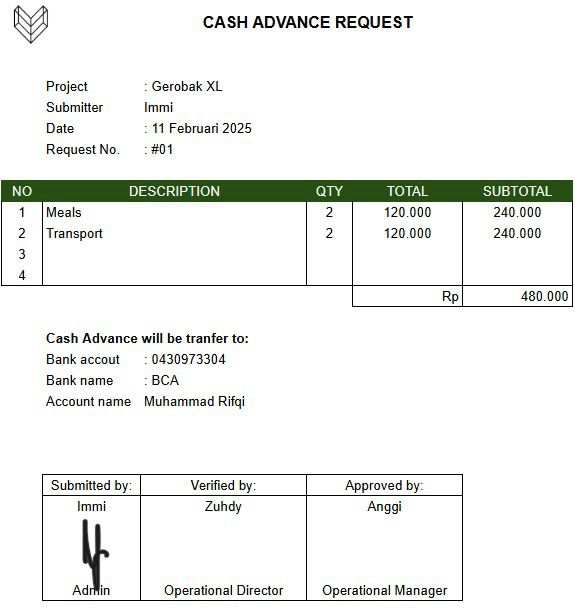 CASH ADVANCE REQUEST
Project : Gerobak XL
Submitter Immi
Date : 11 Februari 2025
Request No. : #01
NO DESCRIPTION QTY TOTAL SUBTOTAL
1 Meals 2 120.000 240.000
2 Transport 2 120.000 240.000
3
4
Rp 480.000
Cash Advance will be tranfer to:
Bank accout : 0430973304
Bank name : BCA
Account name Muhammad Rifqi
Submitted by: Verified by: Approved by:
Immi Zuhdy Anggi
Admin Operational Director Operational Manager